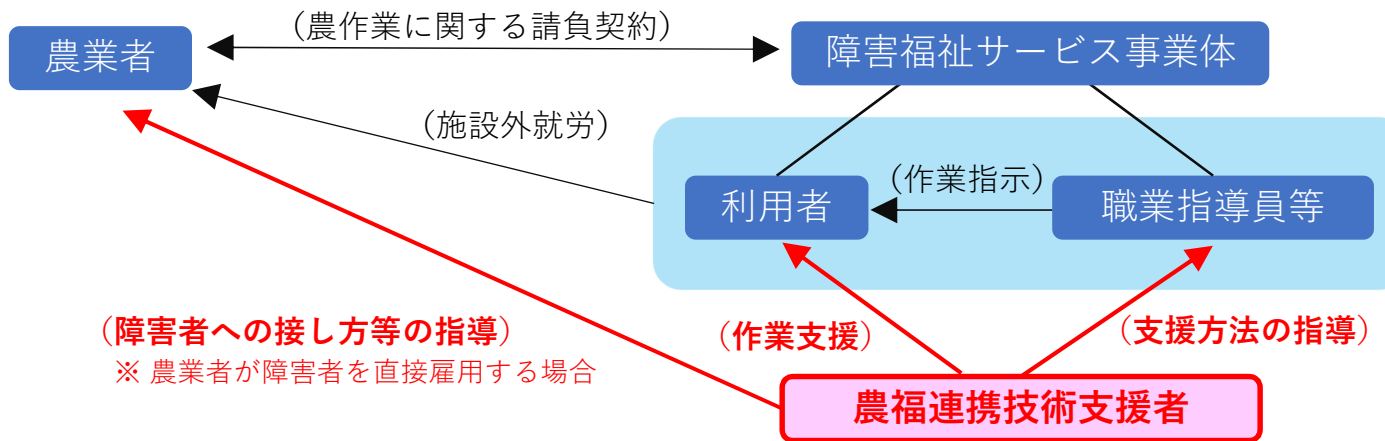 （農作業に関する請負契約）
農業者
障害福祉サービス事業体
（施設外就労）
利用者
（作業指示）
職業指導員等
（障害者への接し方等の指導）
※ 農業者が障害者を直接雇用する場合
（作業支援）
（支援方法の指導）
農福連携技術支援者